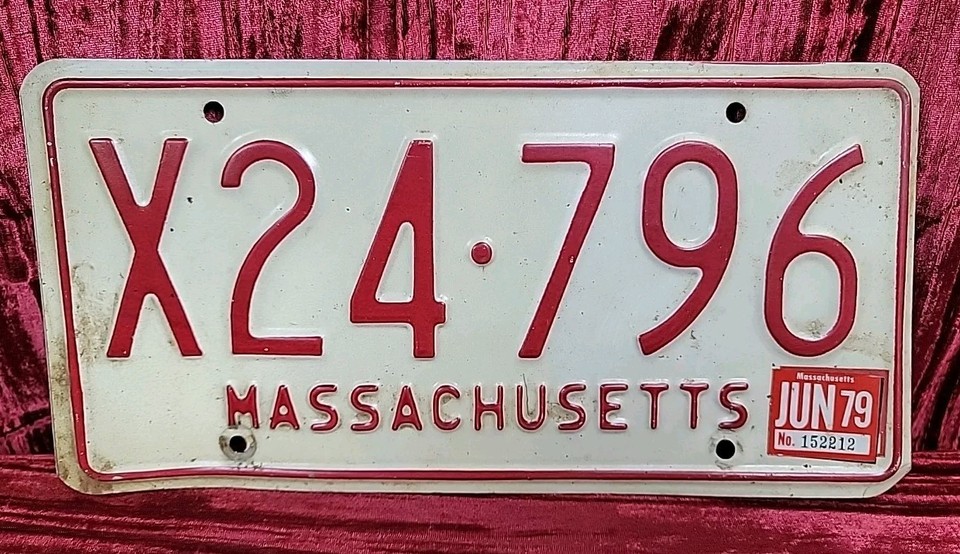 X24·796
MASSACHUSETTS
Massachusetts
JUN 79
No. 152212